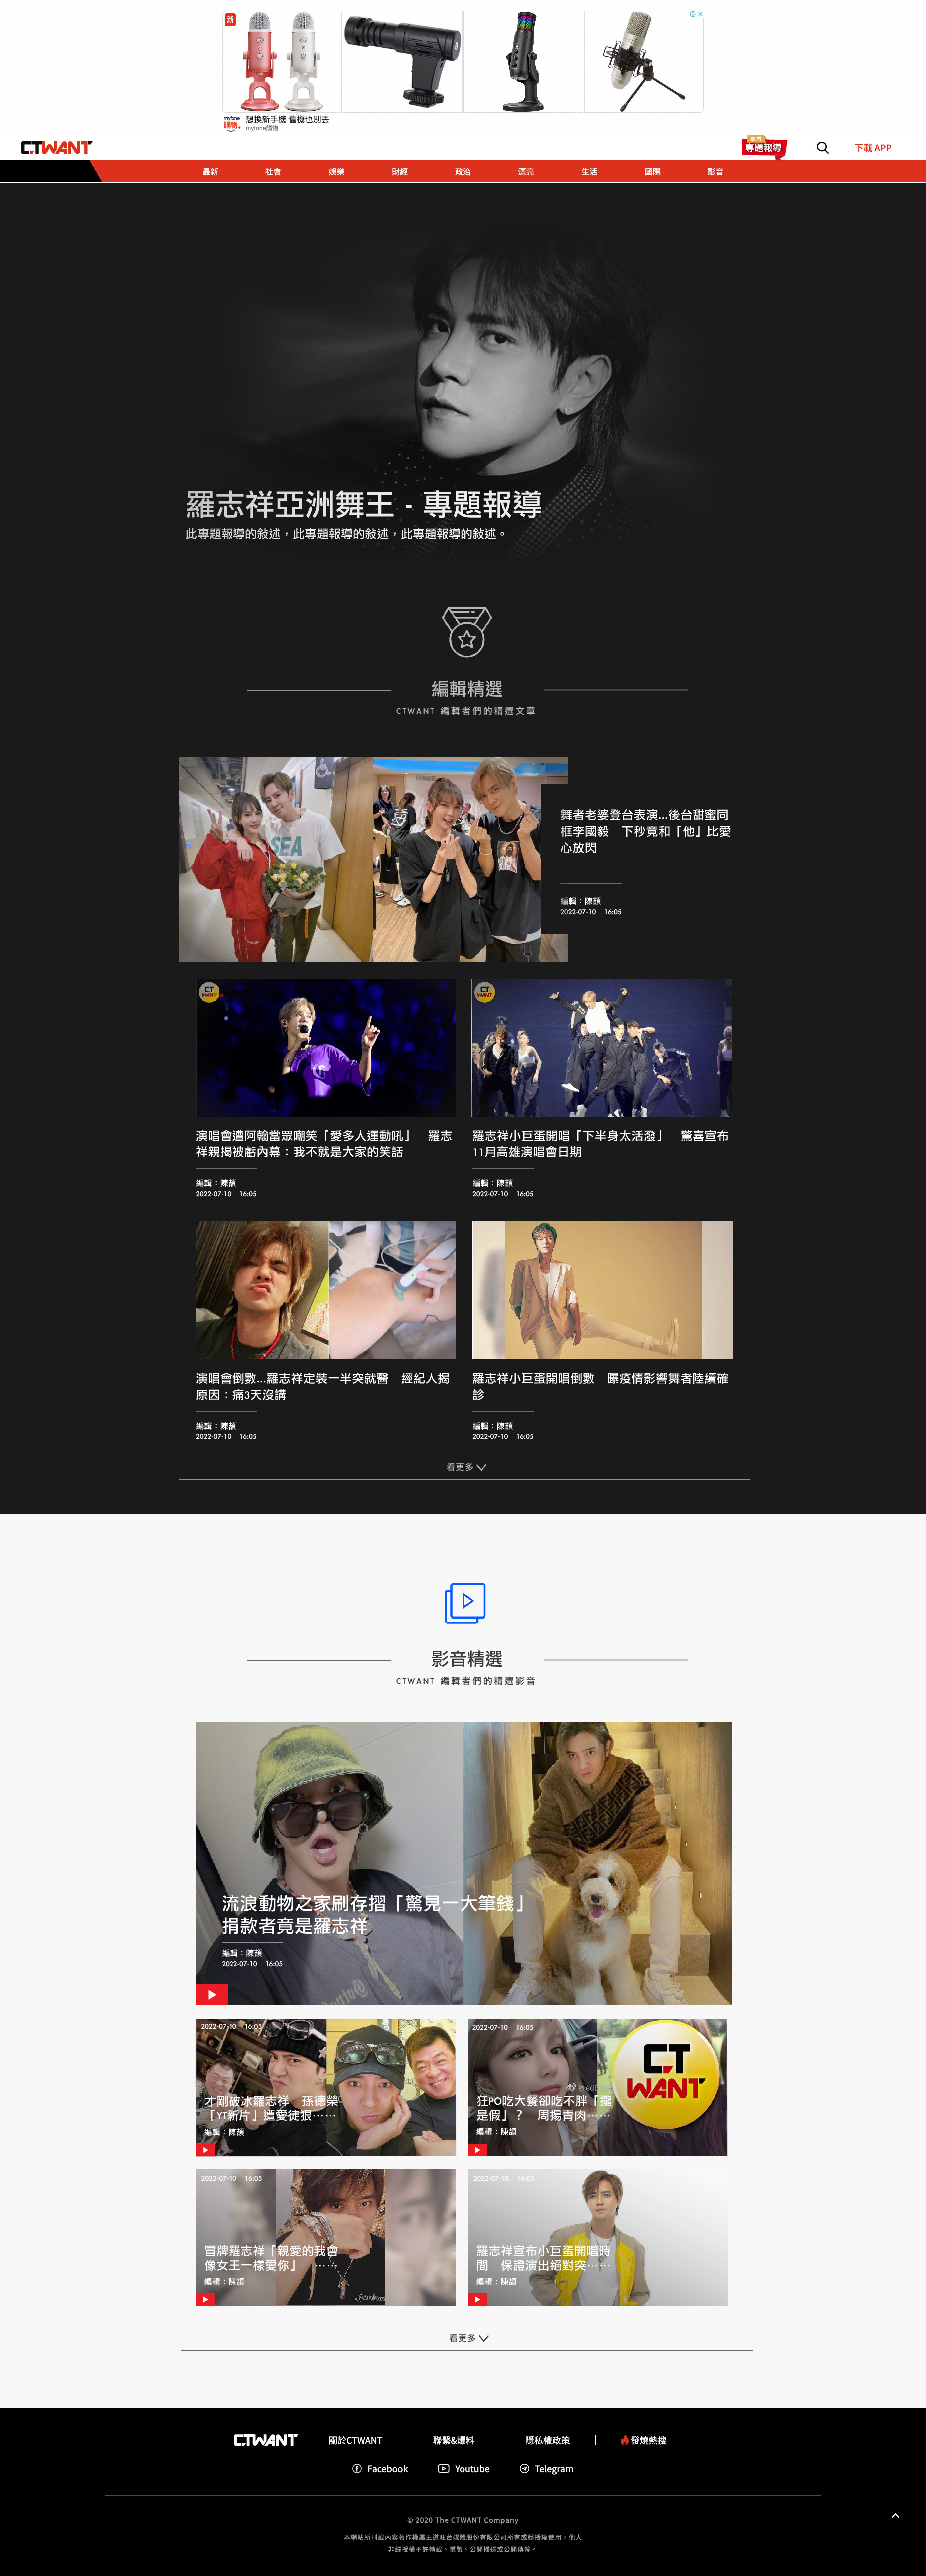 新
myfone
購物
想換新手機 舊機也別丟
myfone購物
CTWANT
專題報導
下載 APP
最新
社會
娛樂
財經
政治
漂亮
生活
國際
影音
羅志祥亞洲舞王 - 專題報導
此專題報導的敍述，此專題報導的敍述，此專題報導的敍述。
編輯精選
CTWANT 編輯者們的精選文章
SEA
舞者老婆登台表演...後台甜蜜同
框李國毅　下秒竟和「他」比愛
心放閃
編輯：陳頡
2022-07-10 16:05
CT
WANT
CT
WANT
演唱會遭阿翰當眾嘲笑「愛多人運動吼」　羅志
祥親揭被虧內幕：我不就是大家的笑話
編輯：陳頡
2022-07-10 16:05
羅志祥小巨蛋開唱「下半身太活潑」　驚喜宣布
11月高雄演唱會日期
編輯：陳頡
2022-07-10 16:05
演唱會倒數...羅志祥定裝一半突就醫　經紀人揭
原因：痛3天沒講
編輯：陳頡
2022-07-10 16:05
羅志祥小巨蛋開唱倒數　曝疫情影響舞者陸續確
診
編輯：陳頡
2022-07-10 16:05
看更多
影音精選
CTWANT 編輯者們的精選影音
流浪動物之家刷存摺「驚見一大筆錢」
捐款者竟是羅志祥
編輯：陳頡
2022-07-10 16:05
2022-07-10 16:05
才剛破冰羅志祥　孫德榮
「YT新片」遭愛徒狠……
編輯：陳頡
2022-07-10 16:05
CT
WANT
狂PO吃大餐卻吃不胖「攏
是假」？　周揚青肉……
編輯：陳頡
2022-07-10 16:05
冒牌羅志祥「親愛的我會
像女王一樣愛你」　……
編輯：陳頡
2022-07-10 16:05
羅志祥宣布小巨蛋開唱時
間　保證演出絕對突……
編輯：陳頡
看更多
CTWANT
關於CTWANT
聯繫&爆料
隱私權政策
發燒熱搜
Facebook
Youtube
Telegram
© 2020 The CTWANT Company
本網站所刊載內容著作權屬王道旺台媒體股份有限公司所有或經授權使用，他人
非經授權不許轉載、重製、公開播送或公開傳輸。